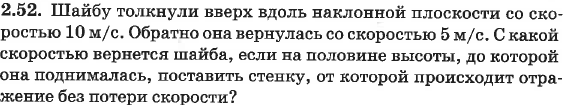 2.52. Шайбу толкнули вверх вдоль наклонной плоскости со ско-
ростью 10 м/с. Обратно она вернулась со скоростью 5 м/с. С какой
скоростью вернется шайба, если на половине высоты, до которой
она поднималась, поставить стенку, от которой происходит отра-
жение без потери скорости?